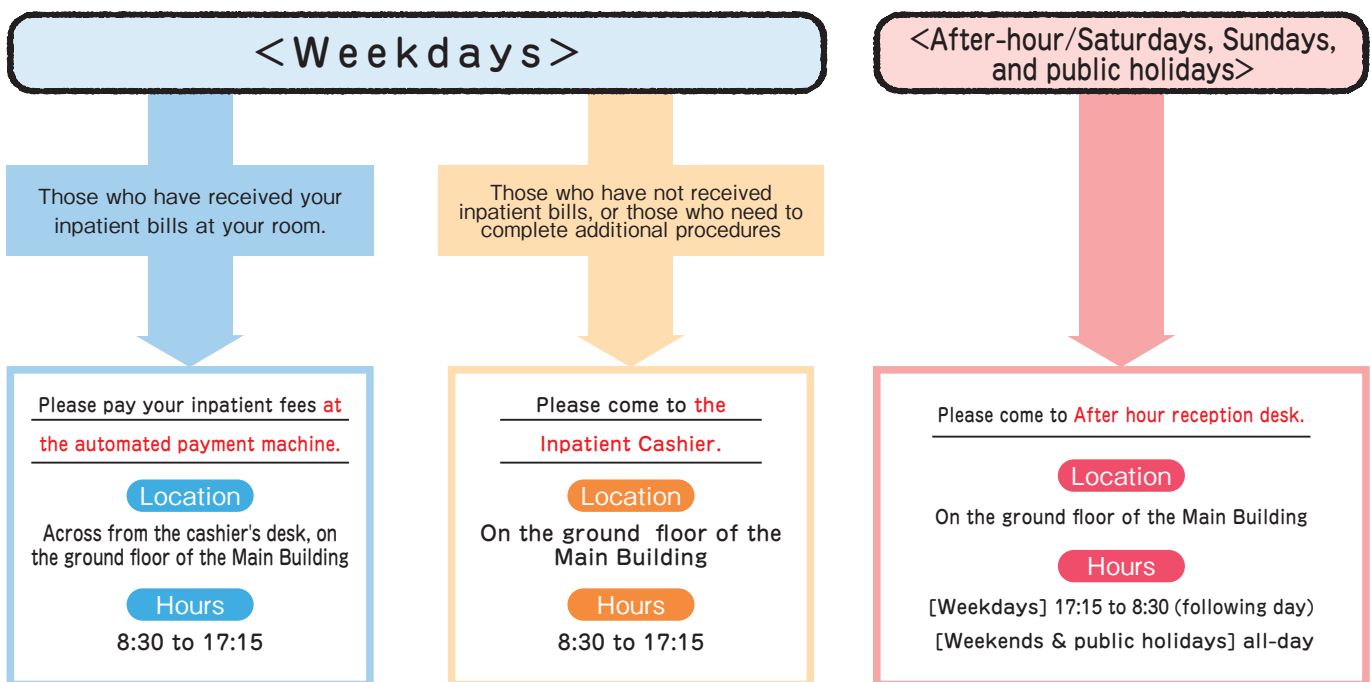 <Weekdays>
Those who have received your
inpatient bills at your room.
Please pay your inpatient fees at
the automated payment machine.
Location
Across from the cashier's desk, on
the ground floor of the Main Building
Hours
8:30 to 17:15
Those who have not received
inpatient bills, or those who need to
complete additional procedures
Please come to the
Inpatient Cashier.
Location
On the ground floor of the
Main Building
Hours
8:30 to 17:15
<After-hour/Saturdays, Sundays,
and public holidays>
Please come to After hour reception desk.
Location
On the ground floor of the Main Building
Hours
[Weekdays] 17:15 to 8:30 (following day)
[Weekends & public holidays] all-day